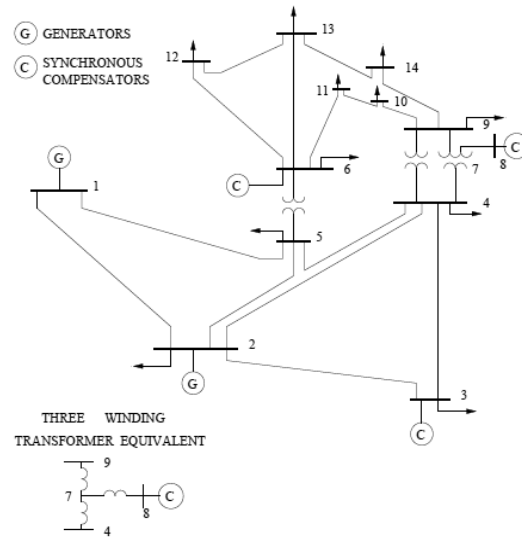 G GENERATORS
C SYNCHRONOUS
COMPENSATORS
13
12
14
11
10
9
C
8
7
G
1
C
6
4
5
2
G
3
C
THREE WINDING
TRANSFORMER EQUIVALENT
9
7
C
8
4